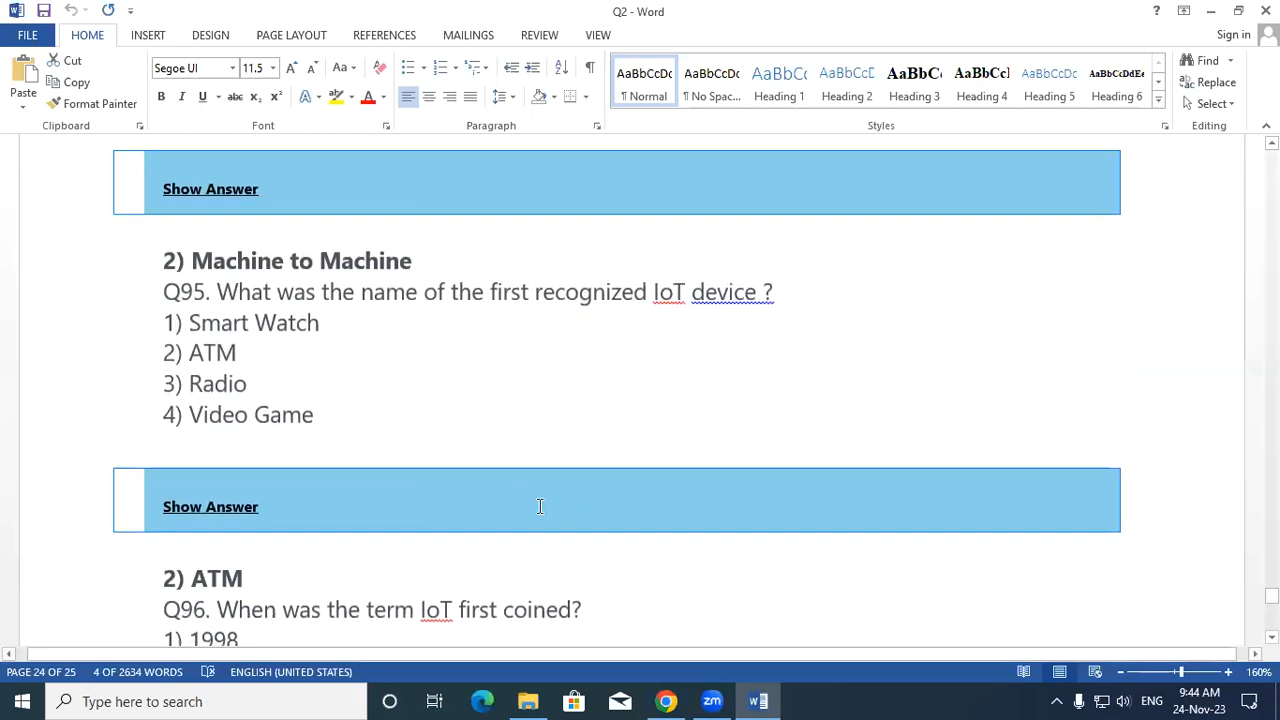 Q2 - Word
Sign in
FILE HOME INSERT DESIGN PAGE LAYOUT REFERENCES MAILINGS REVIEW VIEW
Paste
Cut
Copy
Format Painter
Clipboard
Segoe UI 11.5
Font
Paragraph
AaBbCcDc AaBbCcDc AaBbCc AaBbCc AaBbCc AaBbCc AaBbCcDc AaBbCcDdEe
¶ Normal ¶ No Spac... Heading 1 Heading 2 Heading 3 Heading 4 Heading 5 Heading 6
Styles
Find
Replace
Select
Editing
Show Answer
2) Machine to Machine
Q95. What was the name of the first recognized IoT device ?
1) Smart Watch
2) ATM
3) Radio
4) Video Game
Show Answer
2) ATM
Q96. When was the term IoT first coined?
1) 1998
PAGE 24 OF 25 4 OF 2634 WORDS ENGLISH (UNITED STATES) 160%
Type here to search
ENG
9:44 AM
24-Nov-23